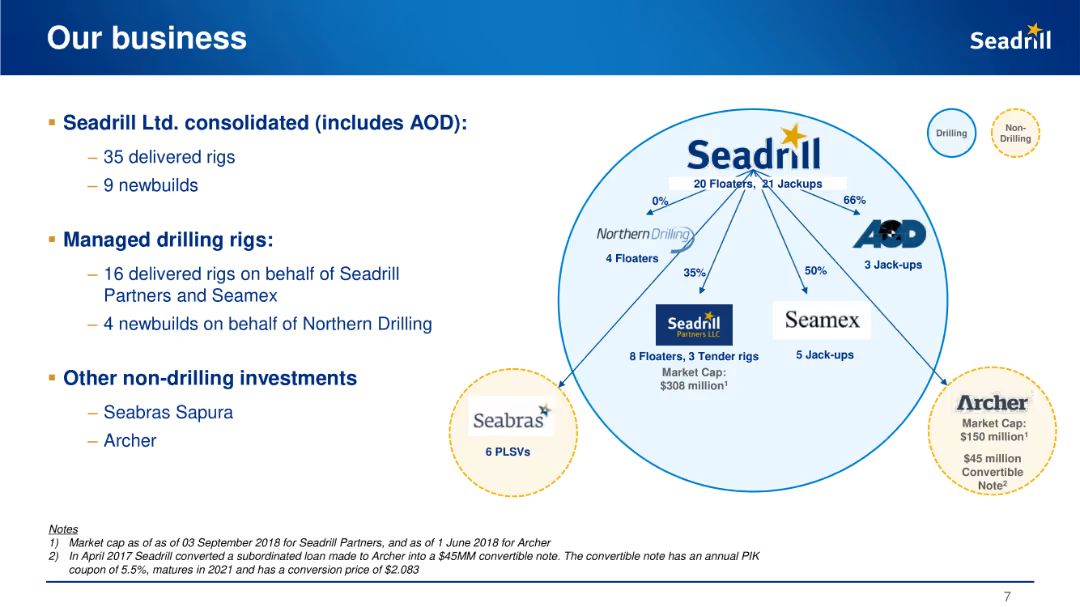 Our business
Seadrill
▪ Seadrill Ltd. consolidated (includes AOD):
– 35 delivered rigs
– 9 newbuilds
▪ Managed drilling rigs:
– 16 delivered rigs on behalf of Seadrill
Partners and Seamex
– 4 newbuilds on behalf of Northern Drilling
▪ Other non-drilling investments
– Seabras Sapura
– Archer
Drilling
Non-
Drilling
Seadrill
20 Floaters, 21 Jackups
0%
66%
Northern Drilling
4 Floaters
AOD
3 Jack-ups
35%
50%
Seadrill
Partners LLC
8 Floaters, 3 Tender rigs
Market Cap:
$308 million¹
Seamex
5 Jack-ups
Seabras
6 PLSVs
Archer
Market Cap:
$150 million¹
$45 million
Convertible
Note²
Notes
1) Market cap as of as of 03 September 2018 for Seadrill Partners, and as of 1 June 2018 for Archer
2) In April 2017 Seadrill converted a subordinated loan made to Archer into a $45MM convertible note. The convertible note has an annual PIK
coupon of 5.5%, matures in 2021 and has a conversion price of $2.083
7